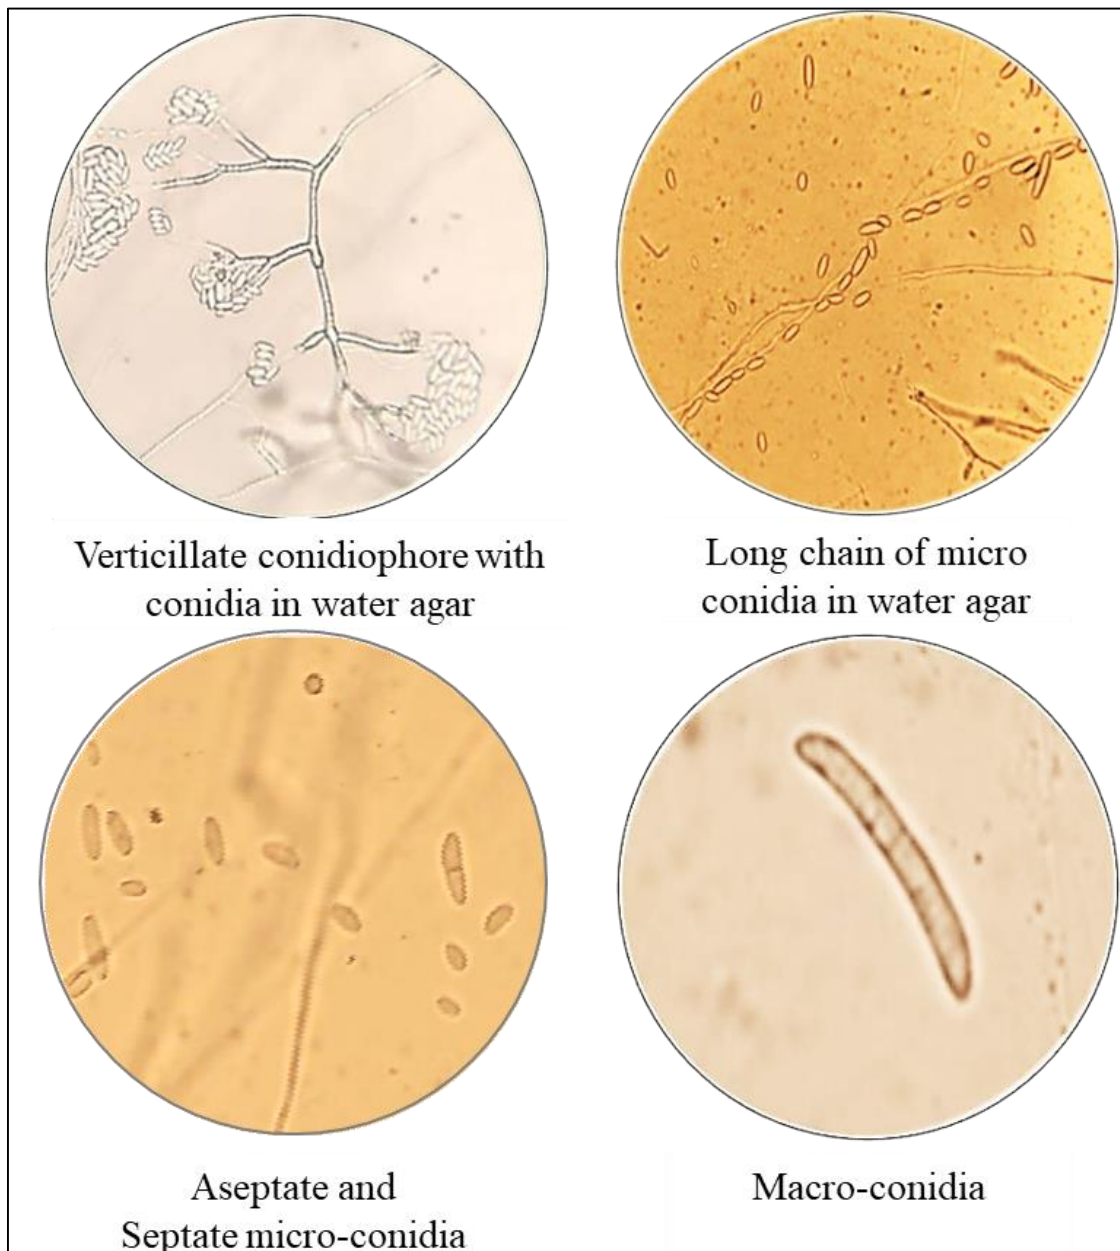 Verticillate conidiophore with
conidia in water agar
Long chain of micro
conidia in water agar
Aseptate and
Septate micro-conidia
Macro-conidia